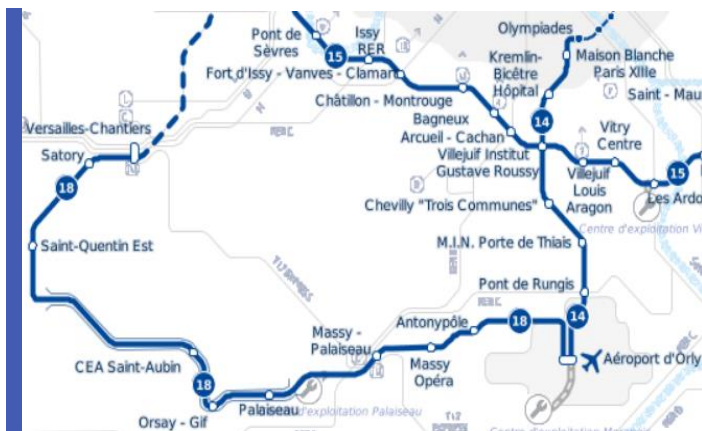 Olympiades
Pont de
Sèvres
Issy
RER
15
Kremlin-
Bicêtre
Hôpital
Maison Blanche
Paris XIIIe
Fort d'Issy - Vanves - Clamart
Châtillon - Montrouge
Saint - Mau
Bagneux
14
Arcueil - Cachan
Vitry
Centre
Versailles-Chantiers
Satory
Villejuif Institut
Gustave Roussy
15
18
Villejuif
Louis
Aragon
Les Ardo
Chevilly "Trois Communes"
Centre d'exploitation Vi
Saint-Quentin Est
M.I.N. Porte de Thiais
Pont de Rungis
RER C
14
18
Antonypôle
Massy -
Palaiseau
Massy
Opéra
Aéroport d'Orly
CEA Saint-Aubin
18
Palaiseau
d'exploitation Palaiseau
Orsay - Gif